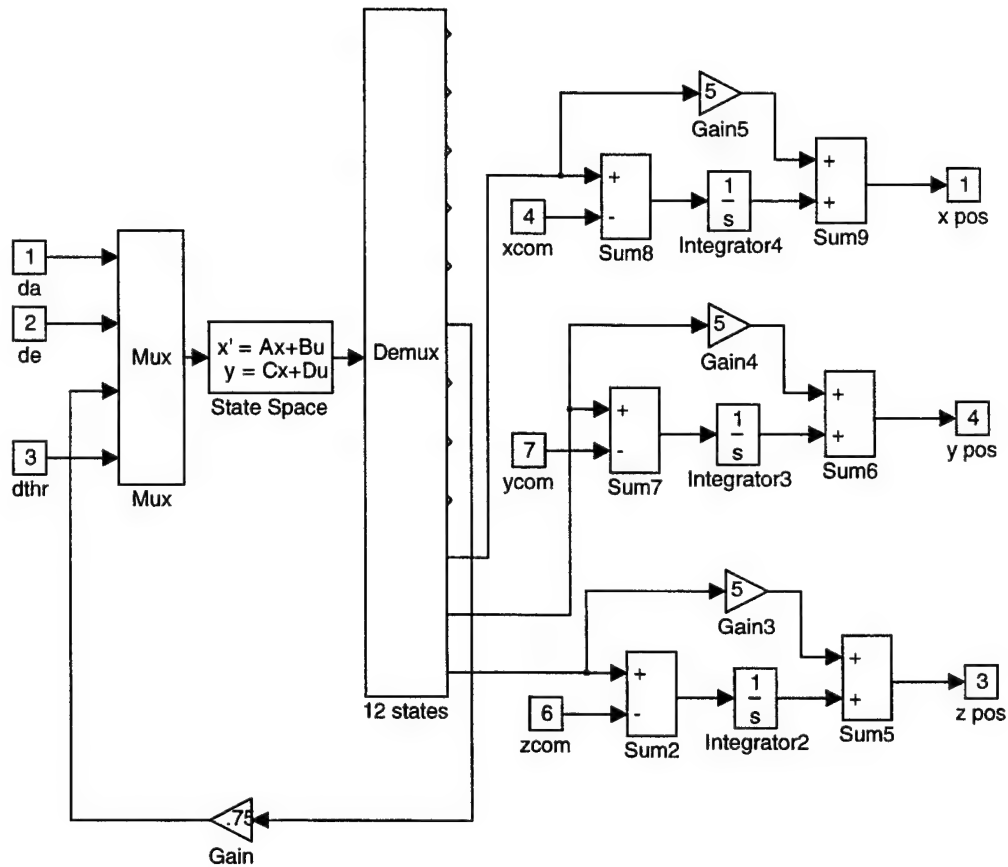 1
da
2
de
3
dthr
Mux
Mux
x' = Ax+Bu
y = Cx+Du
State Space
Demux
12 states
.75
Gain
5
Gain5
4
xcom
+
-
Sum8
1
s
Integrator4
+
+
Sum9
1
x pos
5
Gain4
7
ycom
+
-
Sum7
1
s
Integrator3
+
+
Sum6
4
y pos
5
Gain3
6
zcom
+
-
Sum2
1
s
Integrator2
+
+
Sum5
3
z pos